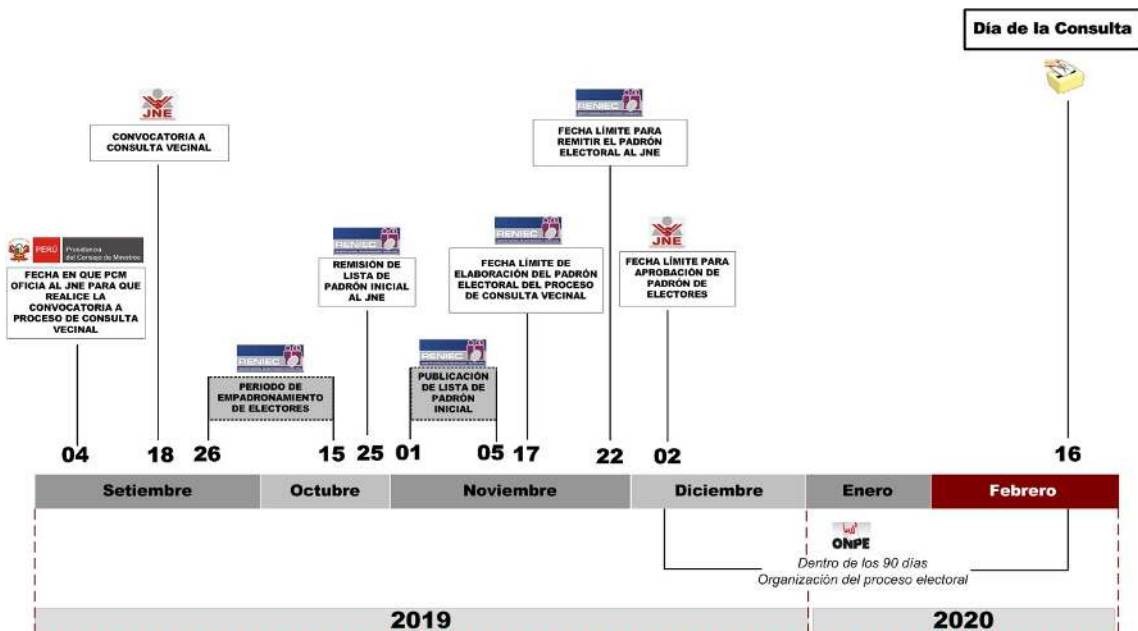 Día de la Consulta
JNE
CONVOCATORIA A
CONSULTA VECINAL
RENIEC
FECHA LÍMITE PARA
REMITIR EL PADRÓN
ELECTORAL AL JNE
PERÚ
Presidencia
del Consejo de Ministros
FECHA EN QUE PCM
OFICIA AL JNE PARA QUE
REALICE LA
CONVOCATORIA A
PROCESO DE CONSULTA
VECINAL
RENIEC
REMISIÓN DE
LISTA DE
PADRÓN INICIAL
AL JNE
RENIEC
FECHA LÍMITE DE
ELABORACIÓN DEL PADRÓN
ELECTORAL DEL PROCESO
DE CONSULTA VECINAL
JNE
FECHA LÍMITE PARA
APROBACIÓN DE
PADRÓN DE
ELECTORES
RENIEC
PERIODO DE
EMPADRONAMIENTO
DE ELECTORES
RENIEC
PUBLICACIÓN
DE LISTA DE
PADRÓN
INICIAL
04 18 26 15 25 01 05 17 22 02 16
Setiembre Octubre Noviembre Diciembre Enero Febrero
ONPE
Dentro de los 90 días
Organización del proceso electoral
2019 2020